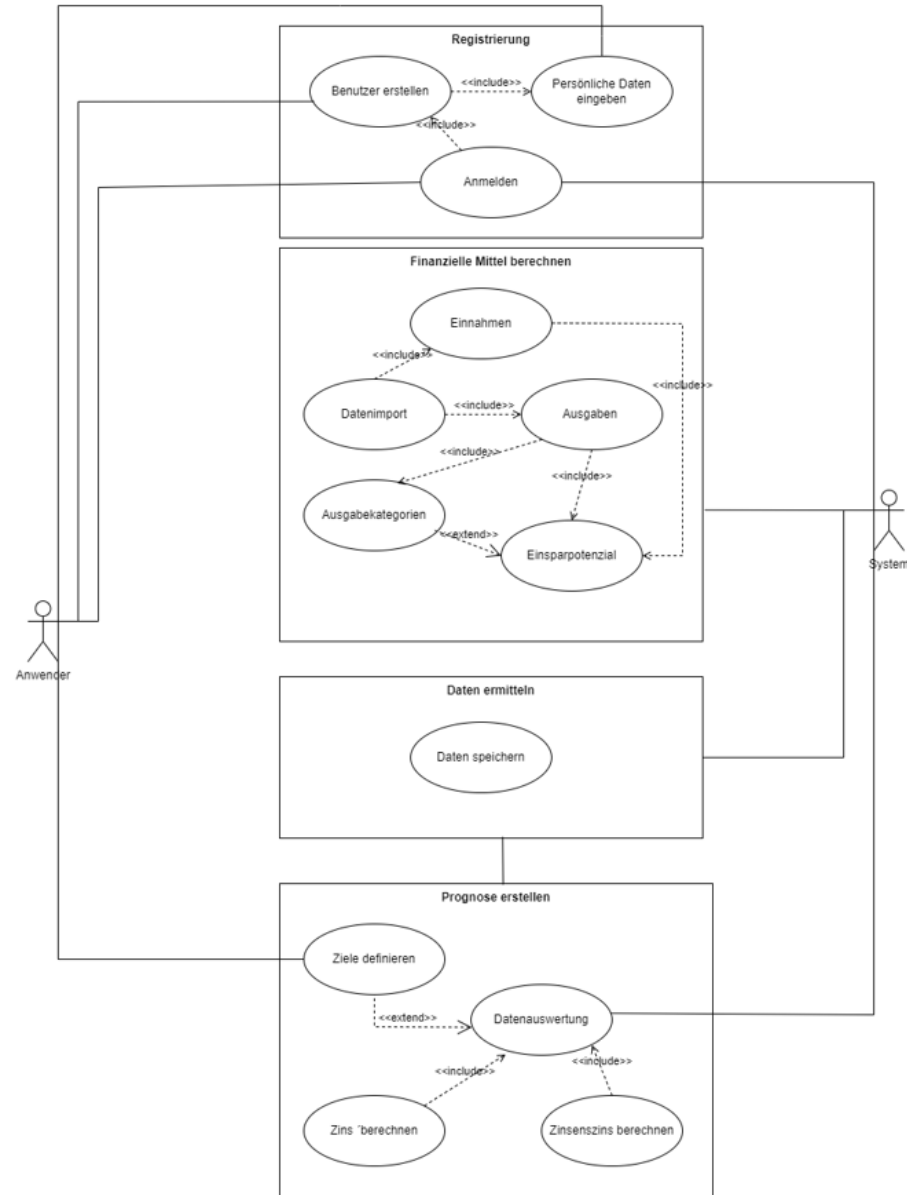 Registrierung
Benutzer erstellen
<<include>>
Persönliche Daten
eingeben
<<include>>
Anmelden
Finanzielle Mittel berechnen
Einnahmen
<<include>>
<<include>>
Datenimport
<<include>>
Ausgaben
<<include>>
<<include>>
Ausgabekategorien
<<extend>>
Einsparpotenzial
System
Anwender
Daten ermitteln
Daten speichern
Prognose erstellen
Ziele definieren
<<extend>>
Datenauswertung
<<include>>
<<include>>
Zins ´berechnen
Zinsenszins berechnen